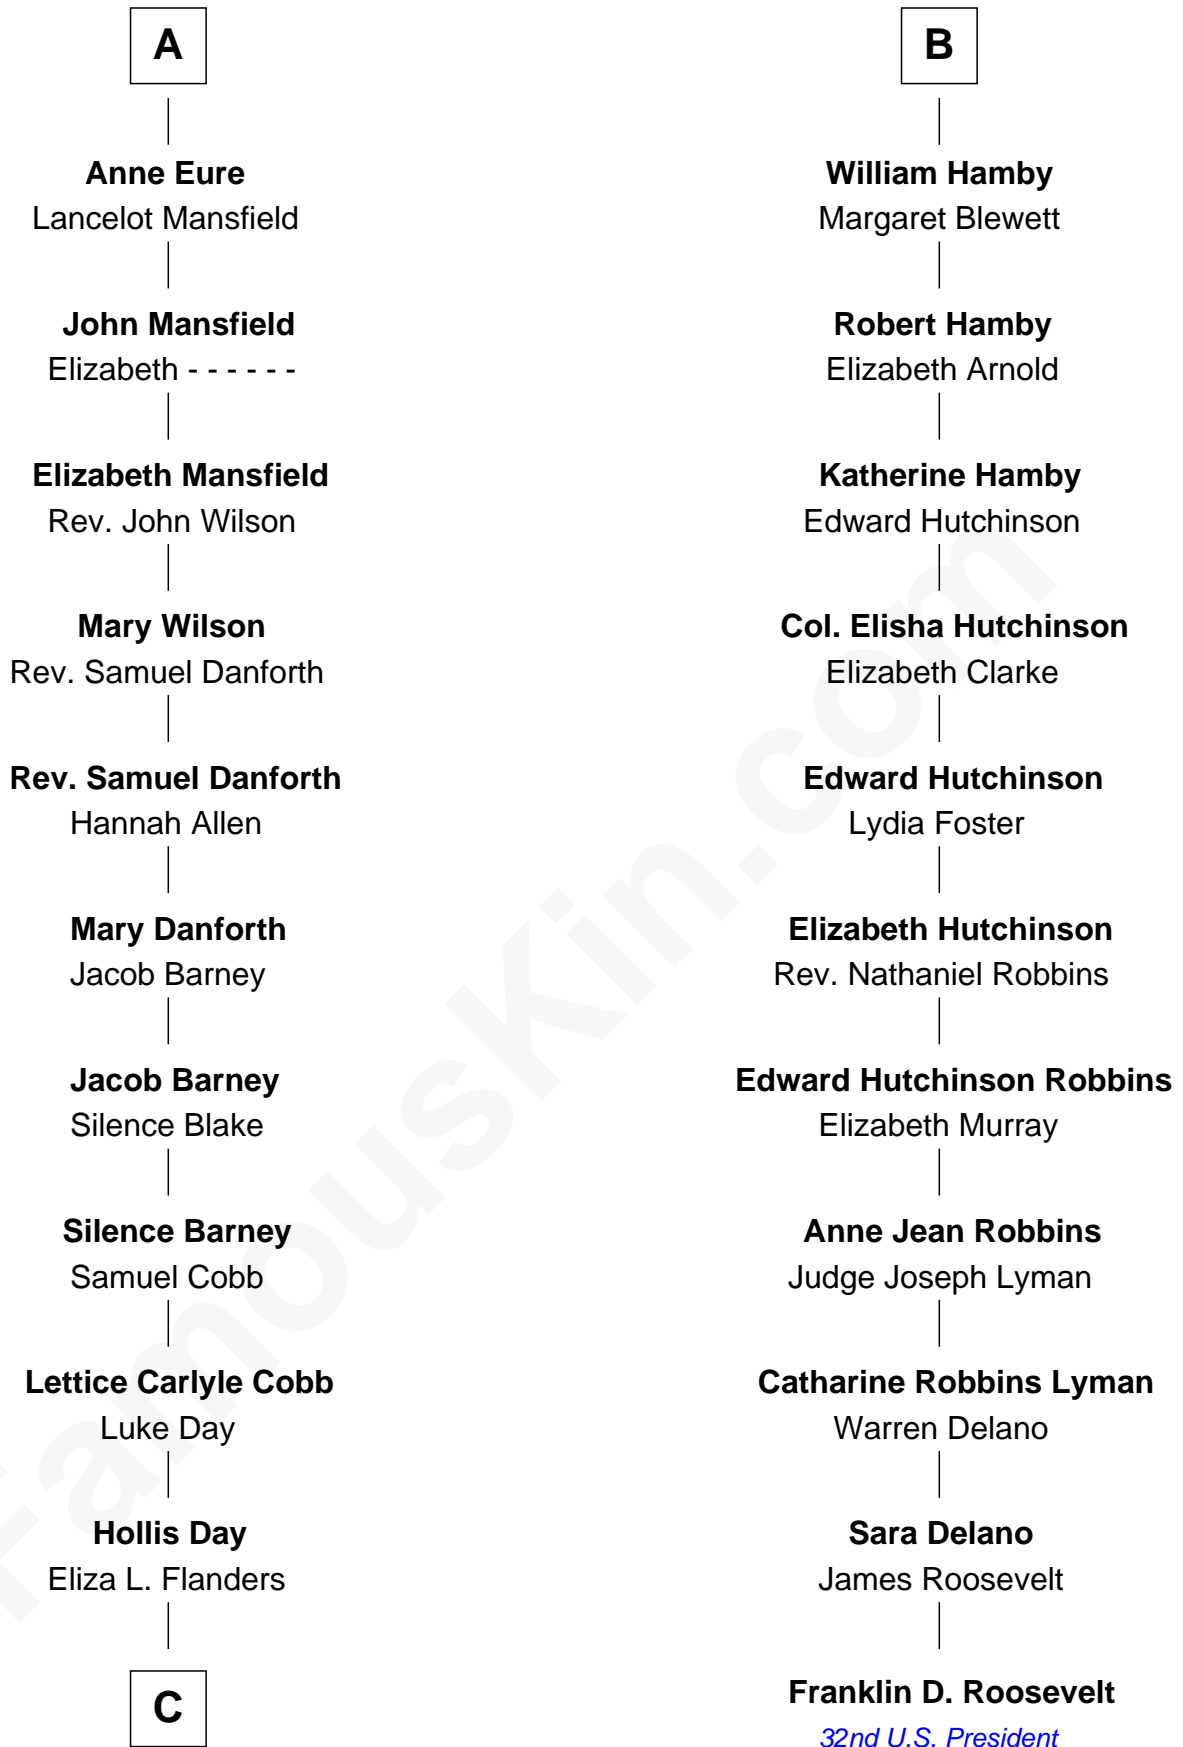 A
Anne Eure
Lancelot Mansfield
John Mansfield
Elizabeth - - - - - -
Elizabeth Mansfield
Rev. John Wilson
Mary Wilson
Rev. Samuel Danforth
Rev. Samuel Danforth
Hannah Allen
Mary Danforth
Jacob Barney
Jacob Barney
Silence Blake
Silence Barney
Samuel Cobb
Lettice Carlyle Cobb
Luke Day
Hollis Day
Eliza L. Flanders
C
B
William Hamby
Margaret Blewett
Robert Hamby
Elizabeth Arnold
Katherine Hamby
Edward Hutchinson
Col. Elisha Hutchinson
Elizabeth Clarke
Edward Hutchinson
Lydia Foster
Elizabeth Hutchinson
Rev. Nathaniel Robbins
Edward Hutchinson Robbins
Elizabeth Murray
Anne Jean Robbins
Judge Joseph Lyman
Catharine Robbins Lyman
Warren Delano
Sara Delano
James Roosevelt
Franklin D. Roosevelt
32nd U.S. President
FamousKin.com